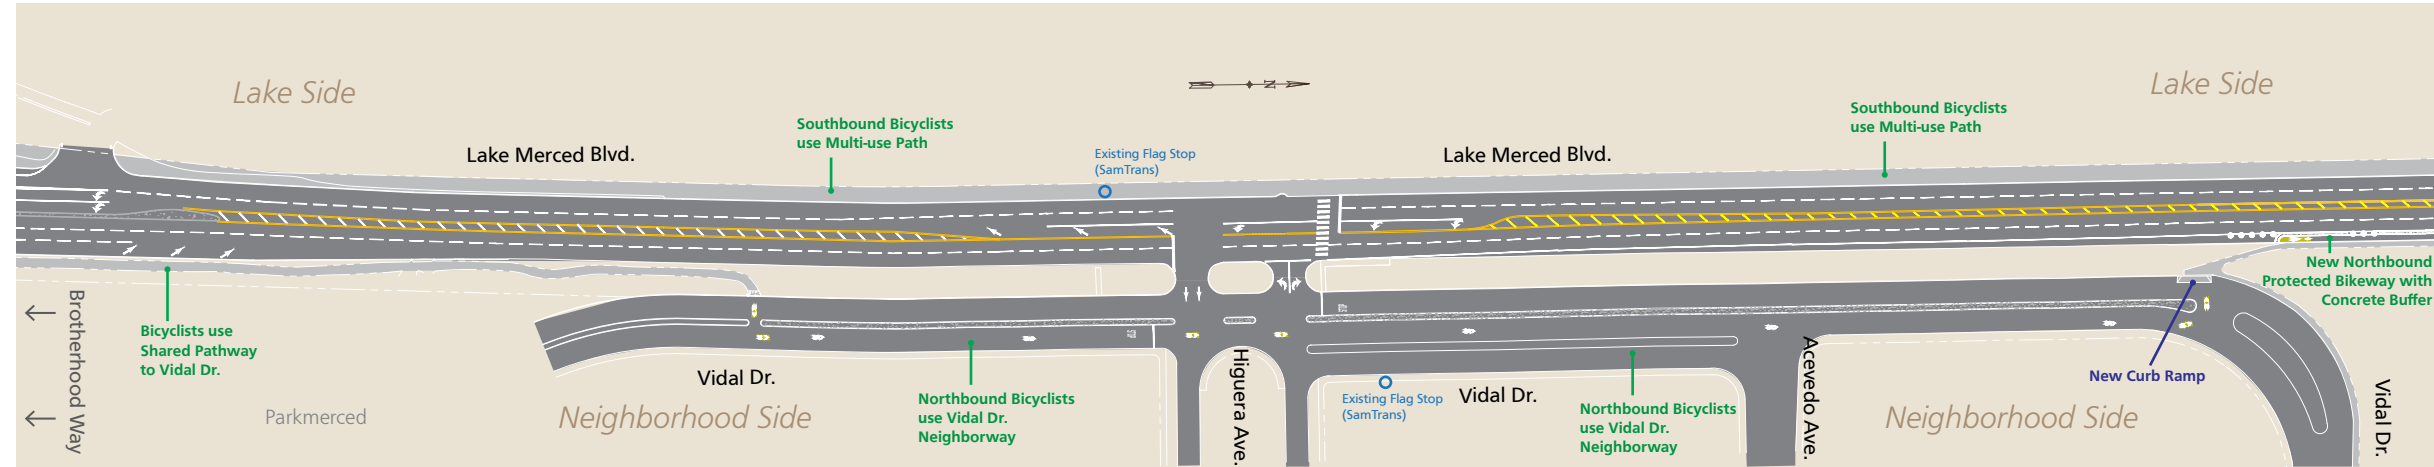 Lake Side
Lake Side
Southbound Bicyclists
use Multi-use Path
Southbound Bicyclists
use Multi-use Path
Lake Merced Blvd.
Existing Flag Stop
(SamTrans)
N
Lake Merced Blvd.
Brotherhood Way
Bicyclists use
Shared Pathway
to Vidal Dr.
Parkmerced
Vidal Dr.
Neighborhood Side
Northbound Bicyclists
use Vidal Dr.
Neighborway
Higuera Ave.
Existing Flag Stop
(SamTrans)
Vidal Dr.
Northbound Bicyclists
use Vidal Dr.
Neighborway
Acevedo Ave.
New Northbound
Protected Bikeway with
Concrete Buffer
New Curb Ramp
Neighborhood Side
Vidal Dr.